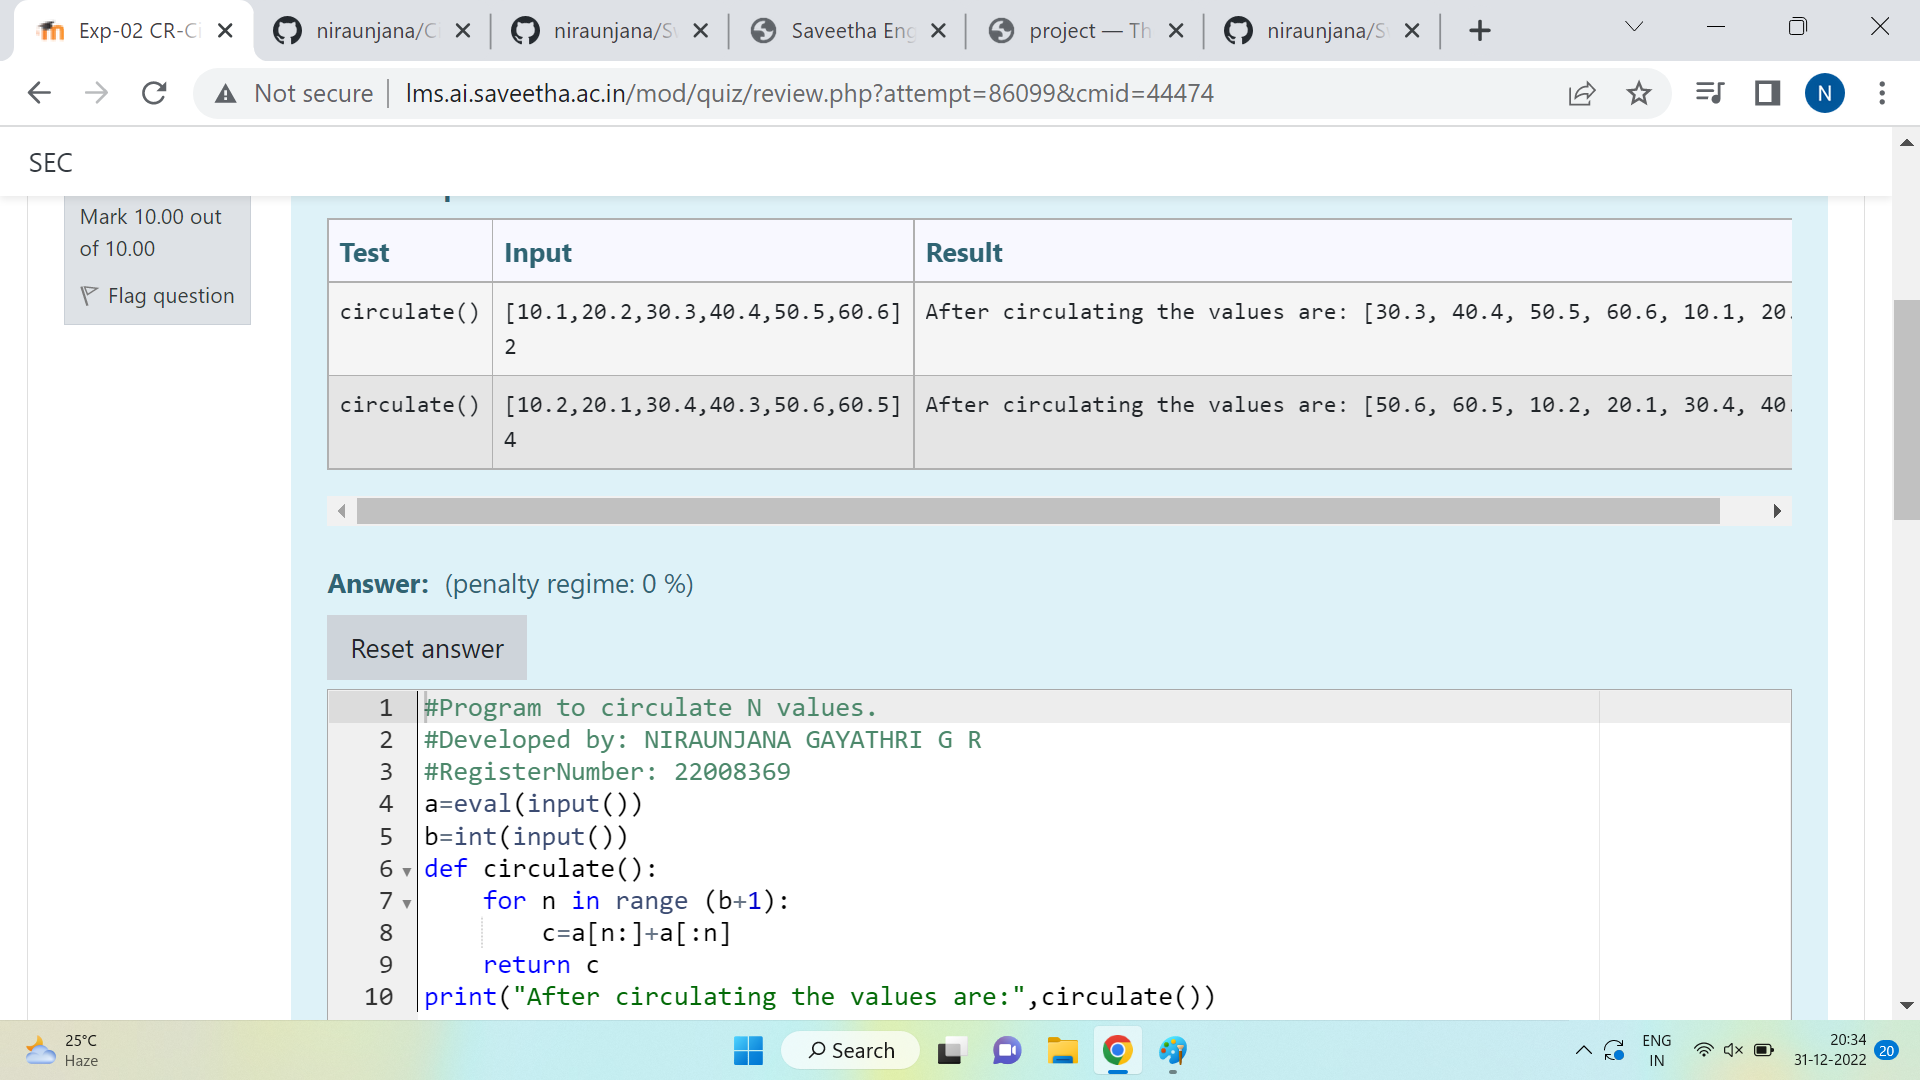 Exp-02 CR-Ci
niraunjana/C
niraunjana/S
Saveetha Eng
project — Th
niraunjana/S
Not secure
lms.ai.saveetha.ac.in/mod/quiz/review.php?attempt=86099&cmid=44474
N
SEC
Mark 10.00 out
of 10.00
Flag question
Test Input Result
circulate() [10.1,20.2,30.3,40.4,50.5,60.6] After circulating the values are: [30.3, 40.4, 50.5, 60.6, 10.1, 20.
2
circulate() [10.2,20.1,30.4,40.3,50.6,60.5] After circulating the values are: [50.6, 60.5, 10.2, 20.1, 30.4, 40.
4
Answer: (penalty regime: 0 %)
Reset answer
1 #Program to circulate N values.
2 #Developed by: NIRAUNJANA GAYATHRI G R
3 #RegisterNumber: 22008369
4 a=eval(input())
5 b=int(input())
6 def circulate():
7 for n in range (b+1):
8 c=a[n:]+a[:n]
9 return c
10 print("After circulating the values are:",circulate())
25°C
Haze
Search
ENG
IN
20:34
31-12-2022
20